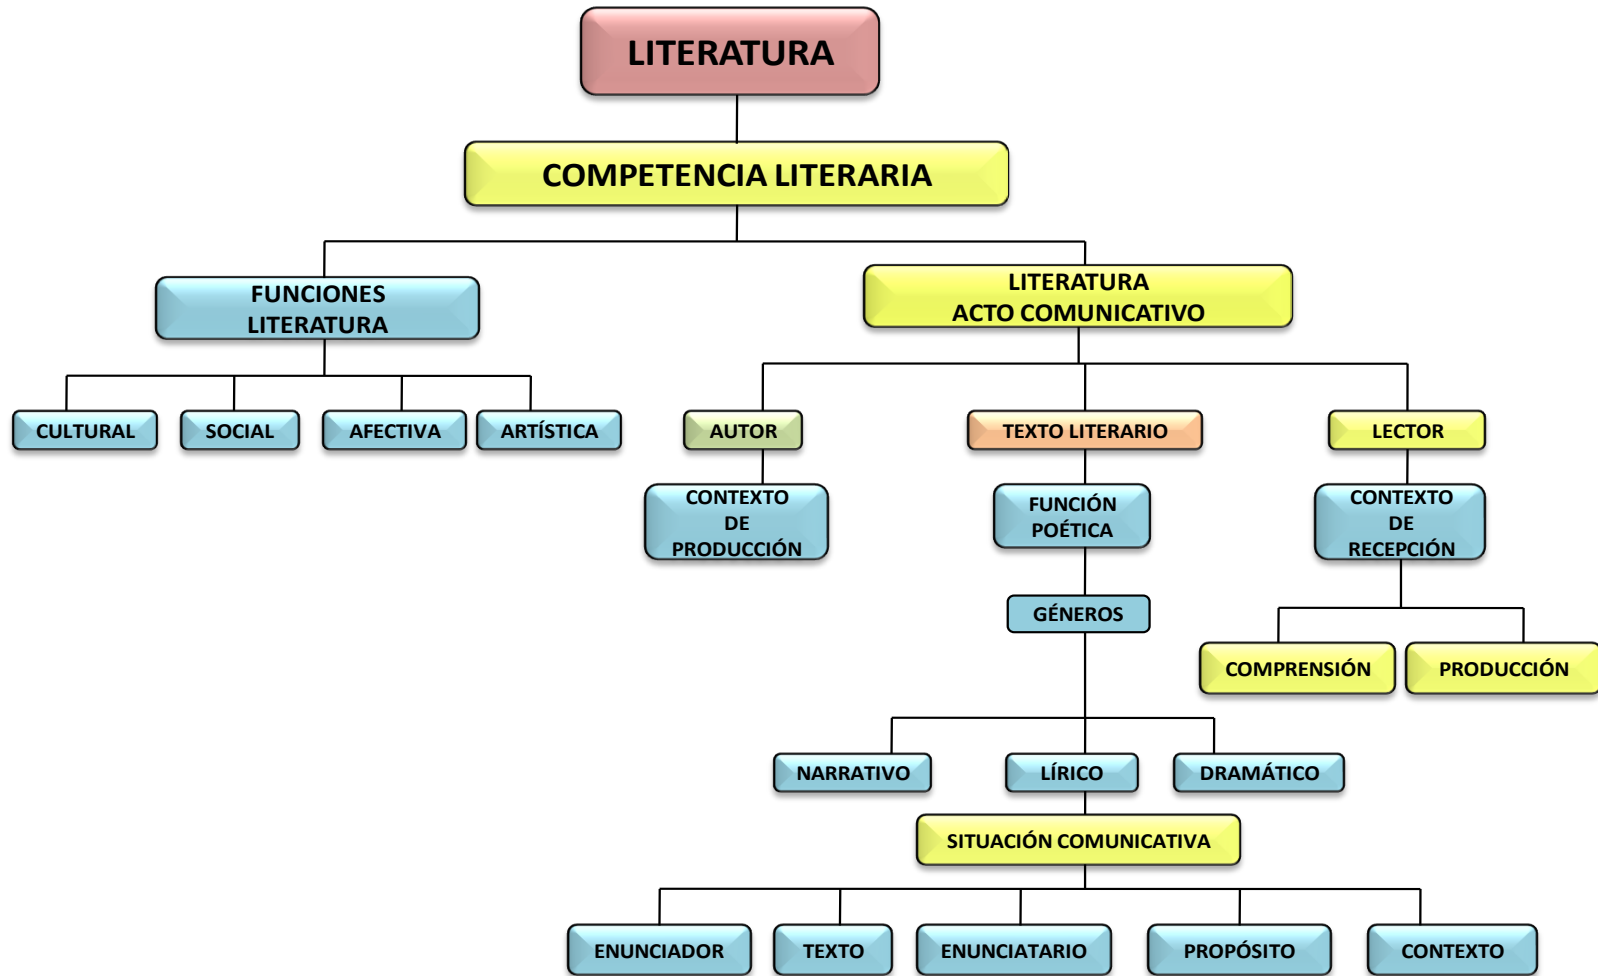 LITERATURA
COMPETENCIA LITERARIA
FUNCIONES
LITERATURA
LITERATURA
ACTO COMUNICATIVO
CULTURAL
SOCIAL
AFECTIVA
ARTÍSTICA
AUTOR
TEXTO LITERARIO
LECTOR
CONTEXTO
DE
PRODUCCIÓN
FUNCIÓN
POÉTICA
CONTEXTO
DE
RECEPCIÓN
GÉNEROS
COMPRENSIÓN
PRODUCCIÓN
NARRATIVO
LÍRICO
DRAMÁTICO
SITUACIÓN COMUNICATIVA
ENUNCIADOR
TEXTO
ENUNCIATARIO
PROPÓSITO
CONTEXTO